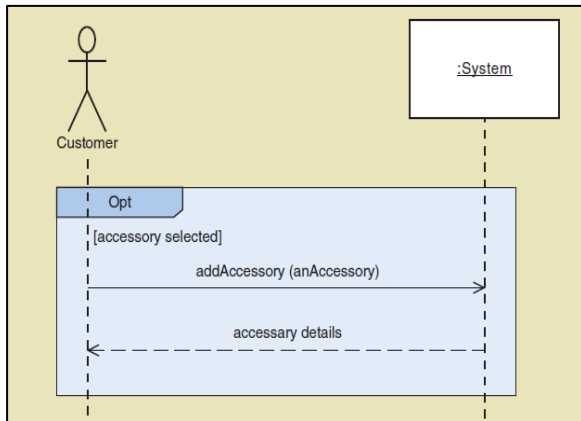 :System
Customer
Opt
[accessory selected]
addAccessory (anAccessory)
accessary details